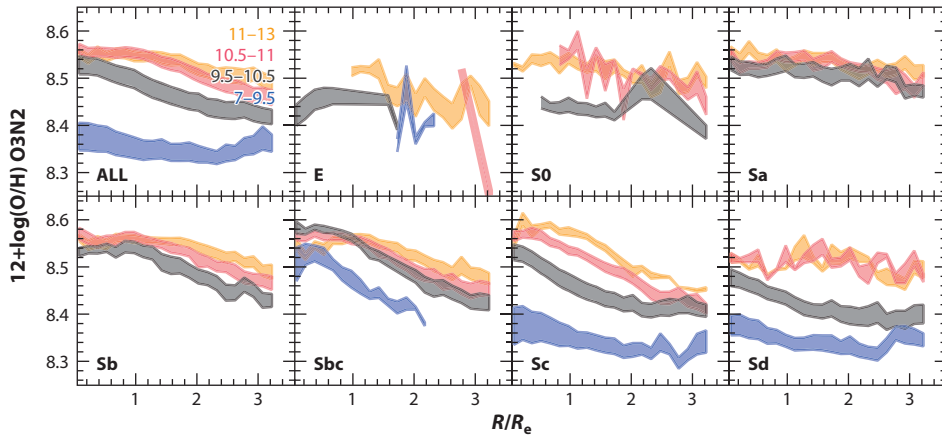 12+log(O/H) O3N2
8.6
8.5
8.4
8.3
11–13
10.5–11
9.5–10.5
7–9.5
ALL
E
S0
Sa
8.6
8.5
8.4
8.3
Sb
Sbc
Sc
Sd
1 2 3 1 2 3 1 2 3 1 2 3
R/Re